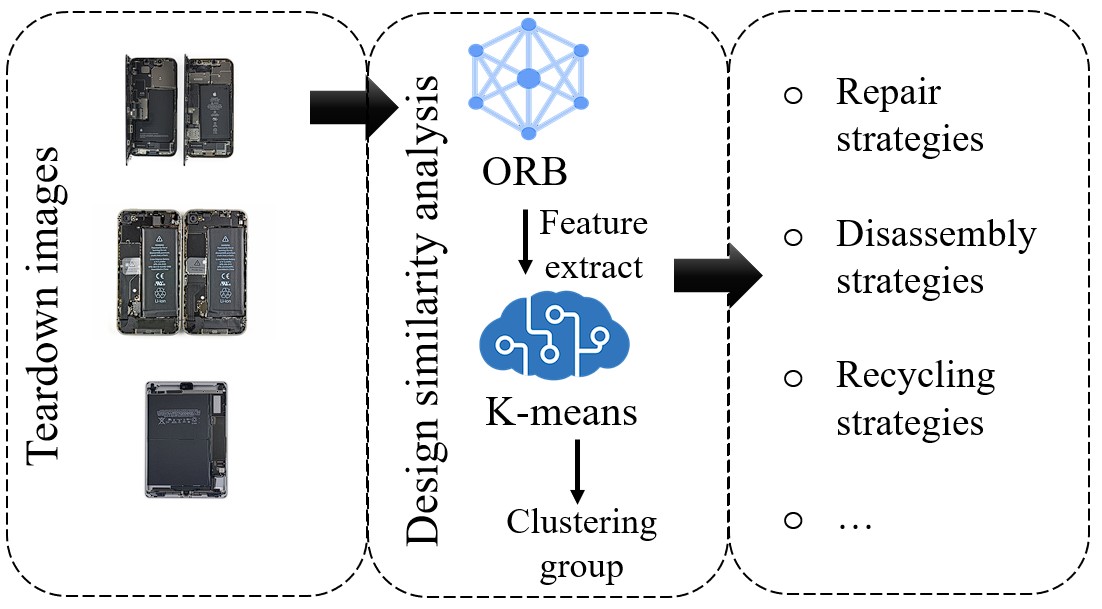 Teardown images
Design similarity analysis
ORB
Feature
extract
K-means
Clustering
group
Repair
strategies
Disassembly
strategies
Recycling
strategies
…